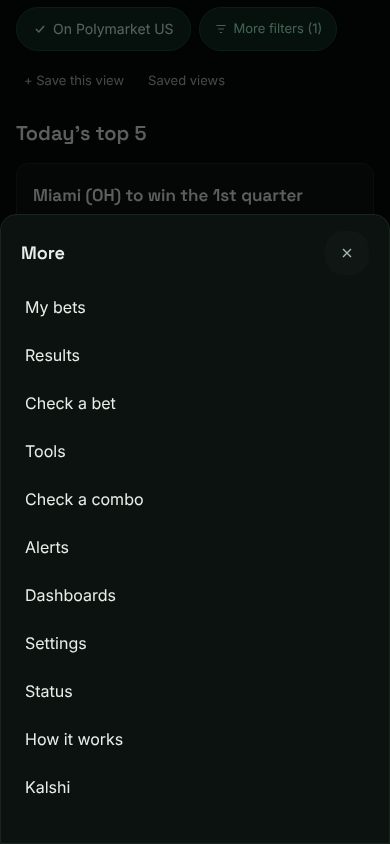 ✓ On Polymarket US
More filters (1)
+ Save this view
Saved views
Today's top 5
Miami (OH) to win the 1st quarter
More
×
My bets
Results
Check a bet
Tools
Check a combo
Alerts
Dashboards
Settings
Status
How it works
Kalshi